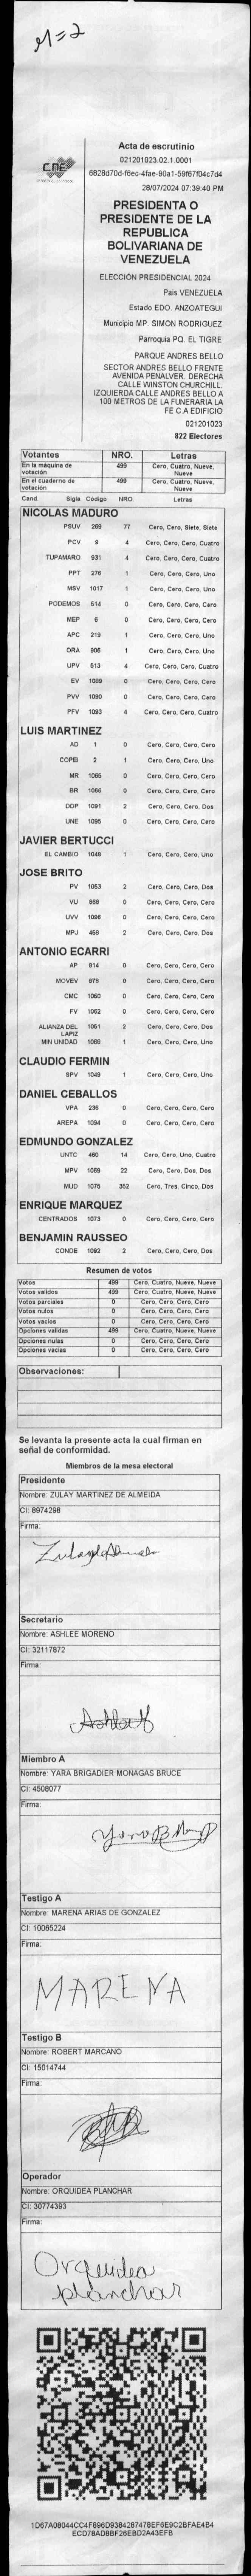 M=2
CNE
Acta de escrutinio
021201023.02.1.0001
6828d70d-f6ec-4fae-90a1-59f67f04c7d4
28/07/2024 07:39:40 PM
PRESIDENTA O
PRESIDENTE DE LA
REPUBLICA
BOLIVARIANA DE
VENEZUELA
ELECCIÓN PRESIDENCIAL 2024
Pais VENEZUELA
Estado EDO. ANZOATEGUI
Municipio MP. SIMON RODRIGUEZ
Parroquia PQ. EL TIGRE
PARQUE ANDRES BELLO
SECTOR ANDRES BELLO FRENTE
AVENIDA PENALVER. DERECHA
CALLE WINSTON CHURCHILL.
IZQUIERDA CALLE ANDRES BELLO A
100 METROS DE LA FUNERARIA LA
FE C.A EDIFICIO
021201023
822 Electores
Votantes NRO. Letras
En la máquina de votación 499 Cero, Cuatro, Nueve, Nueve
En el cuaderno de votación 499 Cero, Cuatro, Nueve, Nueve
Cand. Sigla Código NRO. Letras
NICOLAS MADURO
PSUV 269 77 Cero, Cero, Siete, Siete
PCV 9 4 Cero, Cero, Cero, Cuatro
TUPAMARO 931 4 Cero, Cero, Cero, Cuatro
PPT 276 1 Cero, Cero, Cero, Uno
MSV 1017 1 Cero, Cero, Cero, Uno
PODEMOS 514 0 Cero, Cero, Cero, Cero
MEP 6 0 Cero, Cero, Cero, Cero
APC 219 1 Cero, Cero, Cero, Uno
ORA 906 1 Cero, Cero, Cero, Uno
UPV 513 4 Cero, Cero, Cero, Cuatro
EV 1089 0 Cero, Cero, Cero, Cero
PVV 1090 0 Cero, Cero, Cero, Cero
PFV 1093 4 Cero, Cero, Cero, Cuatro
LUIS MARTINEZ
AD 1 0 Cero, Cero, Cero, Cero
COPEI 2 1 Cero, Cero, Cero, Uno
MR 1065 0 Cero, Cero, Cero, Cero
BR 1066 0 Cero, Cero, Cero, Cero
DDP 1091 2 Cero, Cero, Cero, Dos
UNE 1095 0 Cero, Cero, Cero, Cero
JAVIER BERTUCCI
EL CAMBIO 1048 1 Cero, Cero, Cero, Uno
JOSE BRITO
PV 1053 2 Cero, Cero, Cero, Dos
VU 968 0 Cero, Cero, Cero, Cero
UVV 1096 0 Cero, Cero, Cero, Cero
MPJ 458 2 Cero, Cero, Cero, Dos
ANTONIO ECARRI
AP 914 0 Cero, Cero, Cero, Cero
MOVEV 978 0 Cero, Cero, Cero, Cero
CMC 1050 0 Cero, Cero, Cero, Cero
FV 1052 0 Cero, Cero, Cero, Cero
ALIANZA DEL LAPIZ 1051 2 Cero, Cero, Cero, Dos
MIN UNIDAD 1069 1 Cero, Cero, Cero, Uno
CLAUDIO FERMIN
SPV 1049 1 Cero, Cero, Cero, Uno
DANIEL CEBALLOS
VPA 236 0 Cero, Cero, Cero, Cero
AREPA 1094 0 Cero, Cero, Cero, Cero
EDMUNDO GONZALEZ
UNTC 460 14 Cero, Cero, Uno, Cuatro
MPV 1069 22 Cero, Cero, Dos, Dos
MUD 1075 352 Cero, Tres, Cinco, Dos
ENRIQUE MARQUEZ
CENTRADOS 1073 0 Cero, Cero, Cero, Cero
BENJAMIN RAUSSEO
CONDE 1092 2 Cero, Cero, Cero, Dos
Resumen de votos
Votos 499 Cero, Cuatro, Nueve, Nueve
Votos validos 499 Cero, Cuatro, Nueve, Nueve
Votos parciales 0 Cero, Cero, Cero, Cero
Votos nulos 0 Cero, Cero, Cero, Cero
Votos vacios 0 Cero, Cero, Cero, Cero
Opciones validas 499 Cero, Cuatro, Nueve, Nueve
Opciones nulas 0 Cero, Cero, Cero, Cero
Opciones vacias 0 Cero, Cero, Cero, Cero
Observaciones:
Se levanta la presente acta la cual firman en
señal de conformidad.
Miembros de la mesa electoral
Presidente
Nombre: ZULAY MARTINEZ DE ALMEIDA
CI: 8974298
Firma:
Secretario
Nombre: ASHLEE MORENO
CI: 32117872
Firma:
Miembro A
Nombre: YARA BRIGADIER MONAGAS BRUCE
CI: 4508077
Firma:
Testigo A
Nombre: MARENA ARIAS DE GONZALEZ
CI: 10065224
Firma:
MARENA
Testigo B
Nombre: ROBERT MARCANO
CI: 15014744
Firma:
Operador
Nombre: ORQUIDEA PLANCHAR
CI: 30774393
Firma:
Orquidea
planchar
1D67A08044CC4F896D9384287478EF6E9C2BFAE4B4
ECD7BAD8BF26EBD2A43EFB